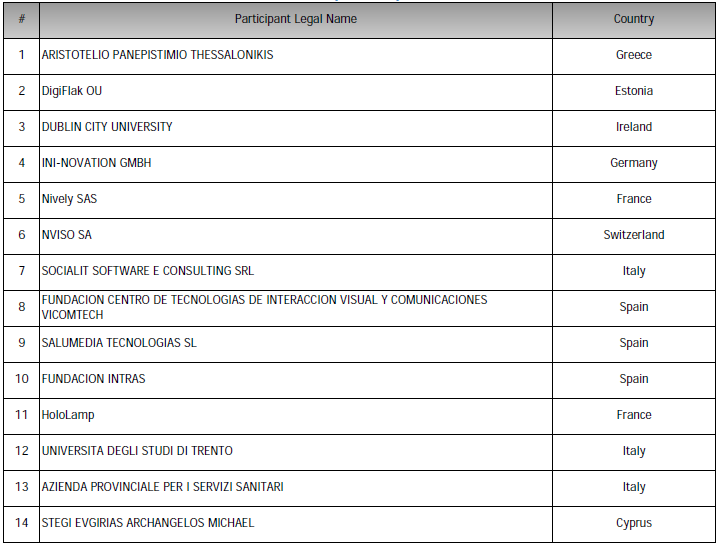 # Participant Legal Name Country
1 ARISTOTELIO PANEPISTIMIO THESSALONIKIS Greece
2 DigiFlak OU Estonia
3 DUBLIN CITY UNIVERSITY Ireland
4 INI-NOVATION GMBH Germany
5 Nively SAS France
6 NVISO SA Switzerland
7 SOCIALIT SOFTWARE E CONSULTING SRL Italy
8 FUNDACION CENTRO DE TECNOLOGIAS DE INTERACCION VISUAL Y COMUNICACIONES
VICOMTECH Spain
9 SALUMEDIA TECNOLOGIAS SL Spain
10 FUNDACION INTRAS Spain
11 HoloLamp France
12 UNIVERSITA DEGLI STUDI DI TRENTO Italy
13 AZIENDA PROVINCIALE PER I SERVIZI SANITARI Italy
14 STEGI EVGIRIAS ARCHANGELOS MICHAEL Cyprus